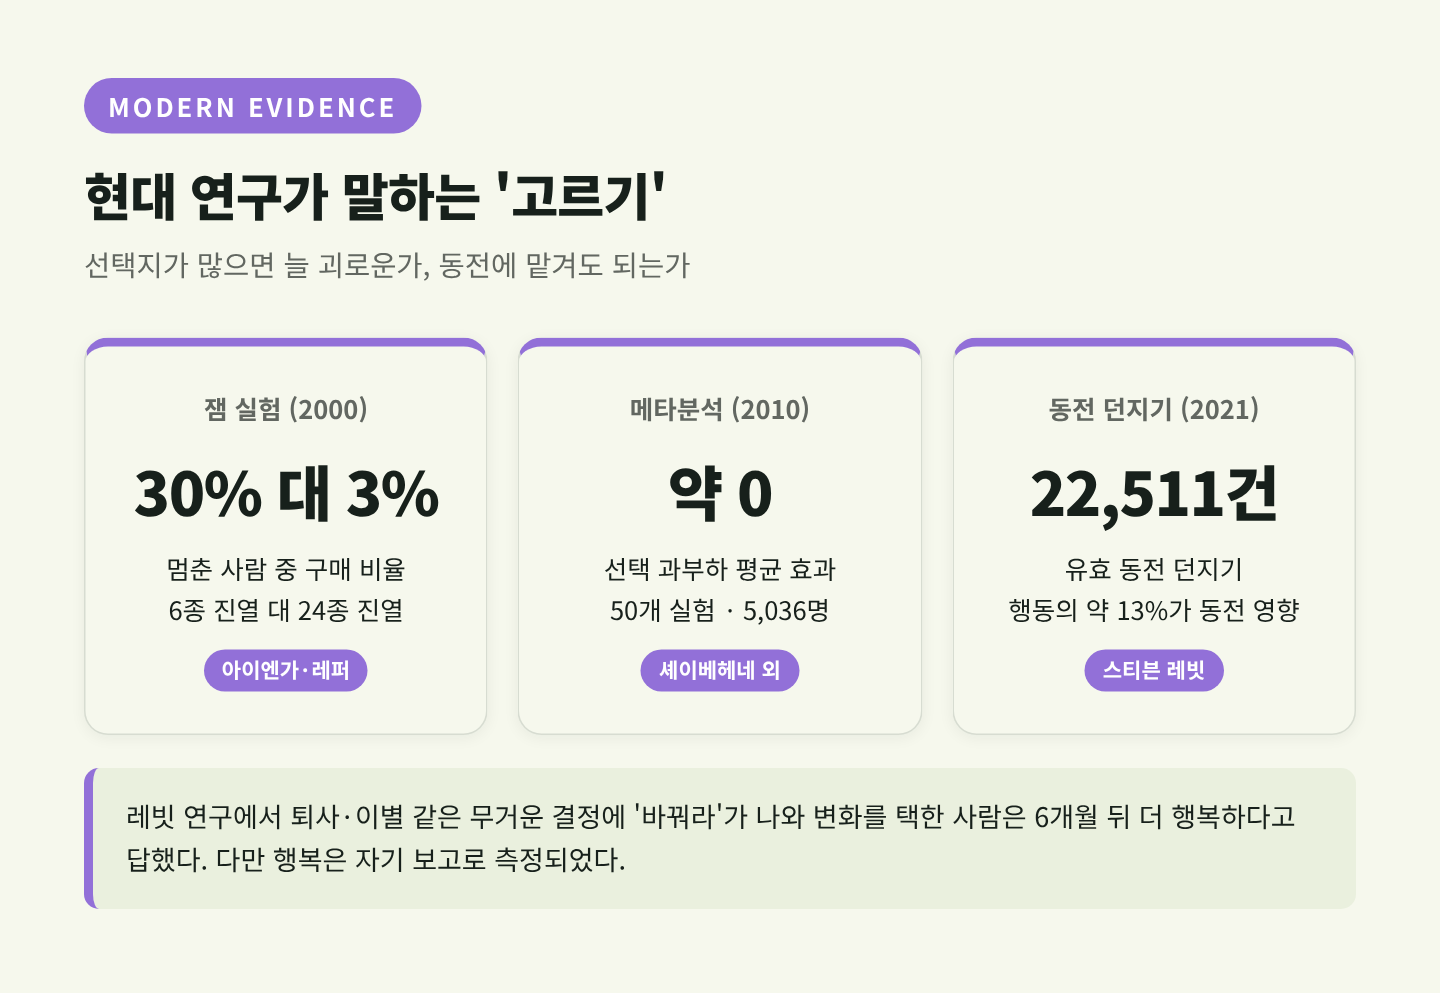 MODERN EVIDENCE
현대 연구가 말하는 '고르기'
선택지가 많으면 늘 괴로운가, 동전에 맡겨도 되는가
잼 실험 (2000)
30% 대 3%
멈춘 사람 중 구매 비율
6종 진열 대 24종 진열
아이엔가·레퍼
메타분석 (2010)
약 0
선택 과부하 평균 효과
50개 실험 · 5,036명
셰이베헤네 외
동전 던지기 (2021)
22,511건
유효 동전 던지기
행동의 약 13%가 동전 영향
스티븐 레빗
레빗 연구에서 퇴사·이별 같은 무거운 결정에 '바꿔라'가 나와 변화를 택한 사람은 6개월 뒤 더 행복하다고
답했다. 다만 행복은 자기 보고로 측정되었다.